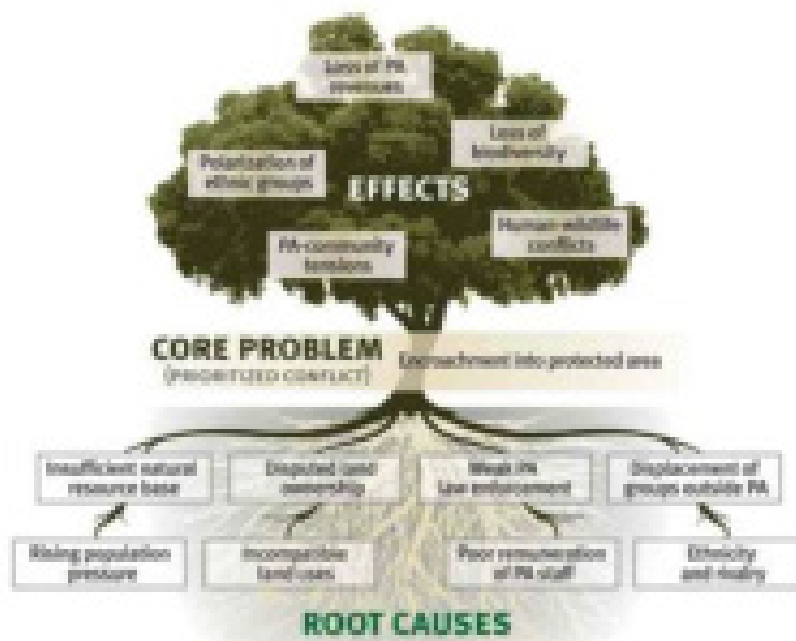 Loss of PA
revenues
Loss of
biodiversity
Polarization of
ethnic groups
EFFECTS
Human-wildlife
conflicts
PA-community
tensions
CORE PROBLEM
(PRIORITIZED CONFLICT)
Encroachment into protected area
Insufficient natural
resource base
Disputed land
ownership
Weak PA
law enforcement
Displacement of
groups outside PA
Rising population
pressure
Incompatible
land uses
Poor remuneration
of PA staff
Ethnicity
and rivalry
ROOT CAUSES